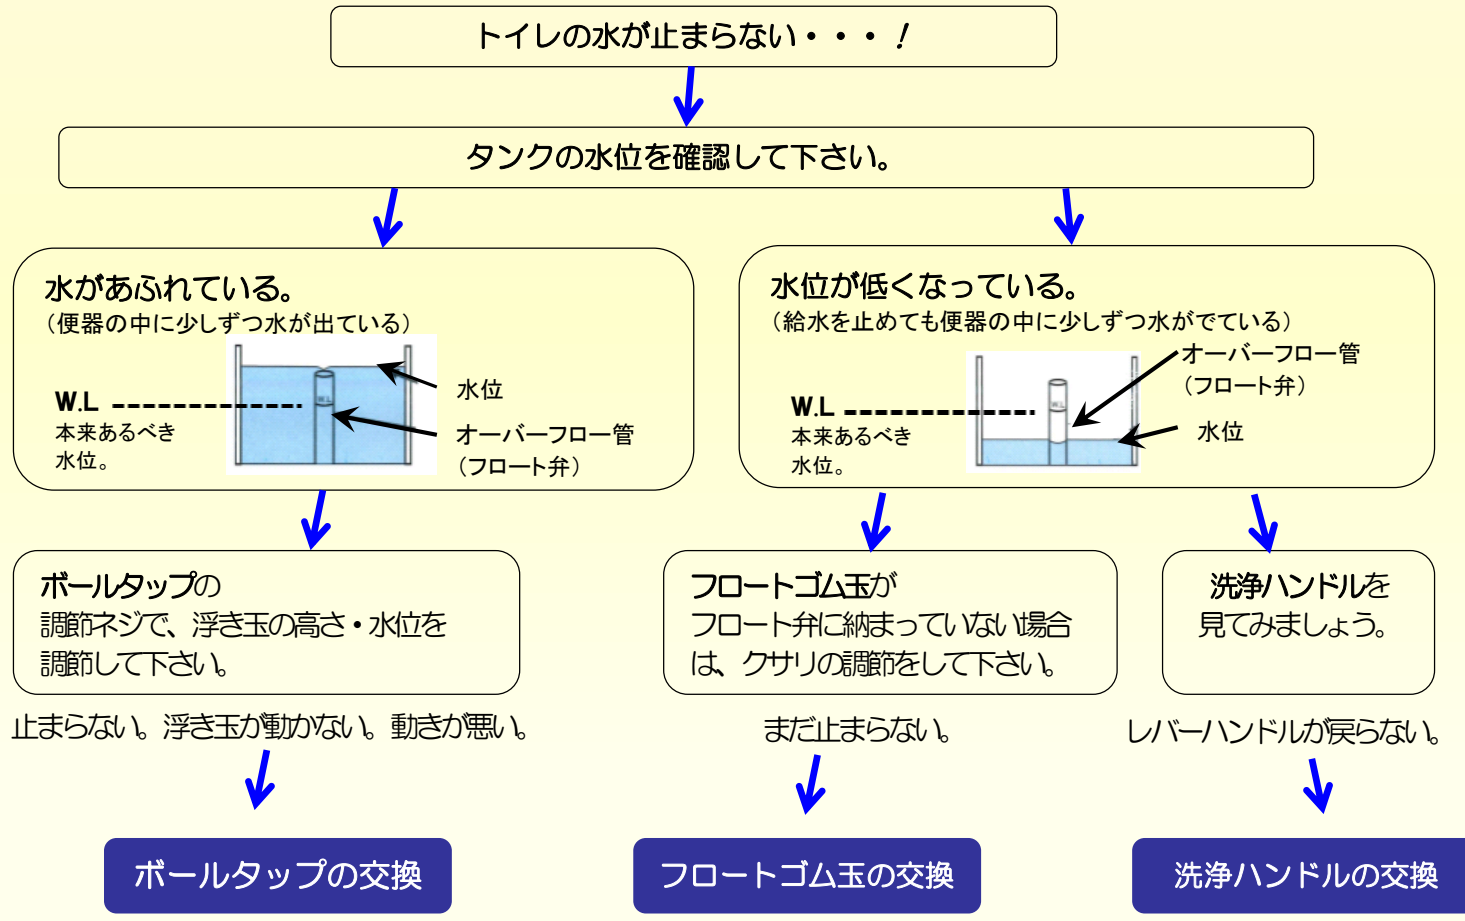 トイレの水が止まらない・・・！
タンクの水位を確認して下さい。
水があふれている。
（便器の中に少しずつ水が出ている）
水位
W.L
本来あるべき
水位。
オーバーフロー管
（フロート弁）
W.L
水位が低くなっている。
（給水を止めても便器の中に少しずつ水がでている）
オーバーフロー管
（フロート弁）
W.L
本来あるべき
水位。
水位
W.L
ボールタップの
調節ネジで、浮き玉の高さ・水位を
調節して下さい。
フロートゴム玉が
フロート弁に納まっていない場合
は、クサリの調節をして下さい。
洗浄ハンドルを
見てみましょう。
止まらない。浮き玉が動かない。動きが悪い。
まだ止まらない。
レバーハンドルが戻らない。
ボールタップの交換
フロートゴム玉の交換
洗浄ハンドルの交換